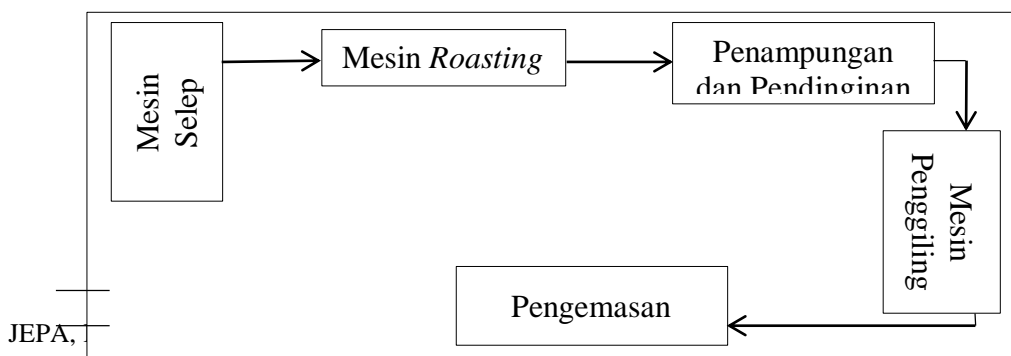 Mesin
Selep
Mesin Roasting
Penampungan
dan Pendinginan
Mesin
Penggiling
Pengemasan
JEPA,